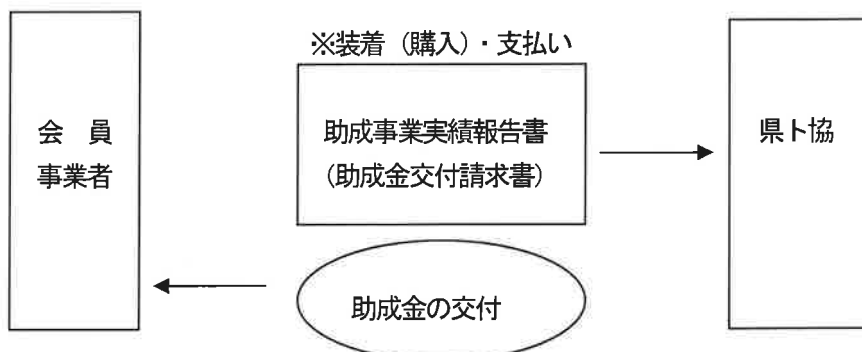 ※装着（購入）・支払い
会　員
事業者
助成事業実績報告書
（助成金交付請求書）
県ト協
助成金の交付